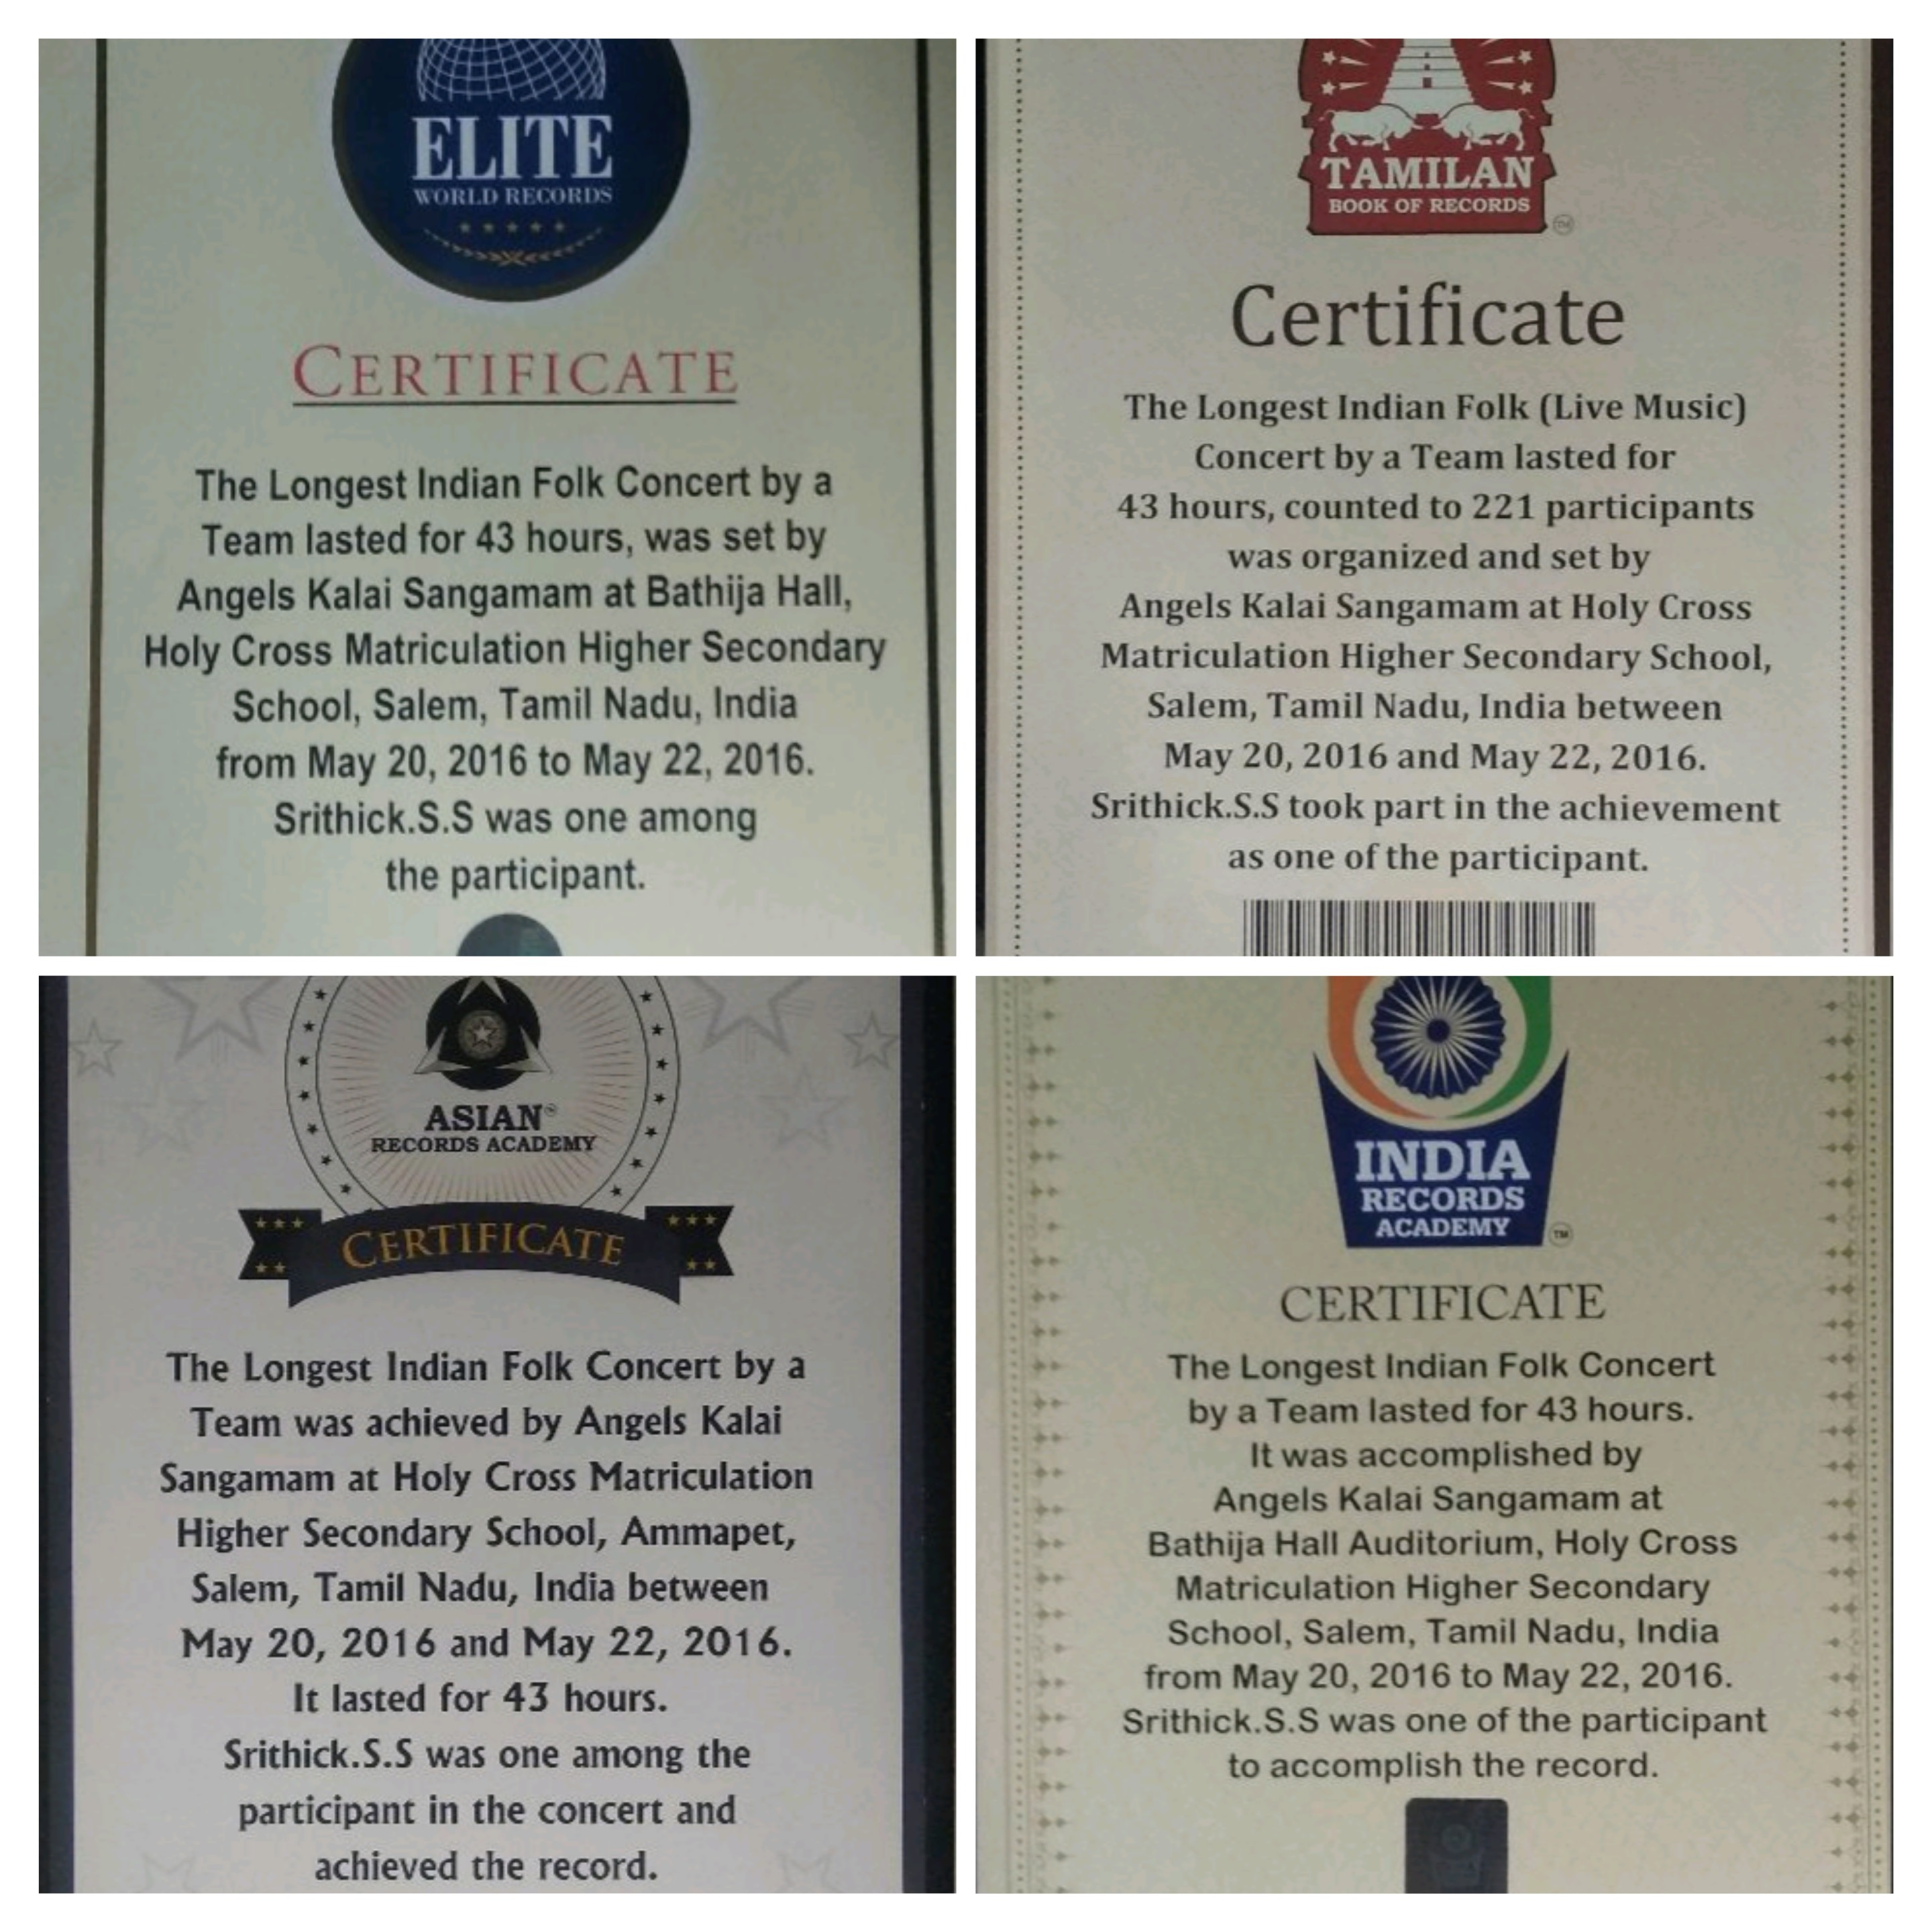 ELITE
WORLD RECORDS
CERTIFICATE
The Longest Indian Folk Concert by a
Team lasted for 43 hours, was set by
Angels Kalai Sangamam at Bathija Hall,
Holy Cross Matriculation Higher Secondary
School, Salem, Tamil Nadu, India
from May 20, 2016 to May 22, 2016.
Srithick.S.S was one among
the participant.
TAMILAN
BOOK OF RECORDS
TM
Certificate
The Longest Indian Folk (Live Music)
Concert by a Team lasted for
43 hours, counted to 221 participants
was organized and set by
Angels Kalai Sangamam at Holy Cross
Matriculation Higher Secondary School,
Salem, Tamil Nadu, India between
May 20, 2016 and May 22, 2016.
Srithick.S.S took part in the achievement
as one of the participant.
ASIAN
RECORDS ACADEMY
CERTIFICATE
The Longest Indian Folk Concert by a
Team was achieved by Angels Kalai
Sangamam at Holy Cross Matriculation
Higher Secondary School, Ammapet,
Salem, Tamil Nadu, India between
May 20, 2016 and May 22, 2016.
It lasted for 43 hours.
Srithick.S.S was one among the
participant in the concert and
achieved the record.
INDIA
RECORDS
ACADEMY
TM
CERTIFICATE
The Longest Indian Folk Concert
by a Team lasted for 43 hours.
It was accomplished by
Angels Kalai Sangamam at
Bathija Hall Auditorium, Holy Cross
Matriculation Higher Secondary
School, Salem, Tamil Nadu, India
from May 20, 2016 to May 22, 2016.
Srithick.S.S was one of the participant
to accomplish the record.